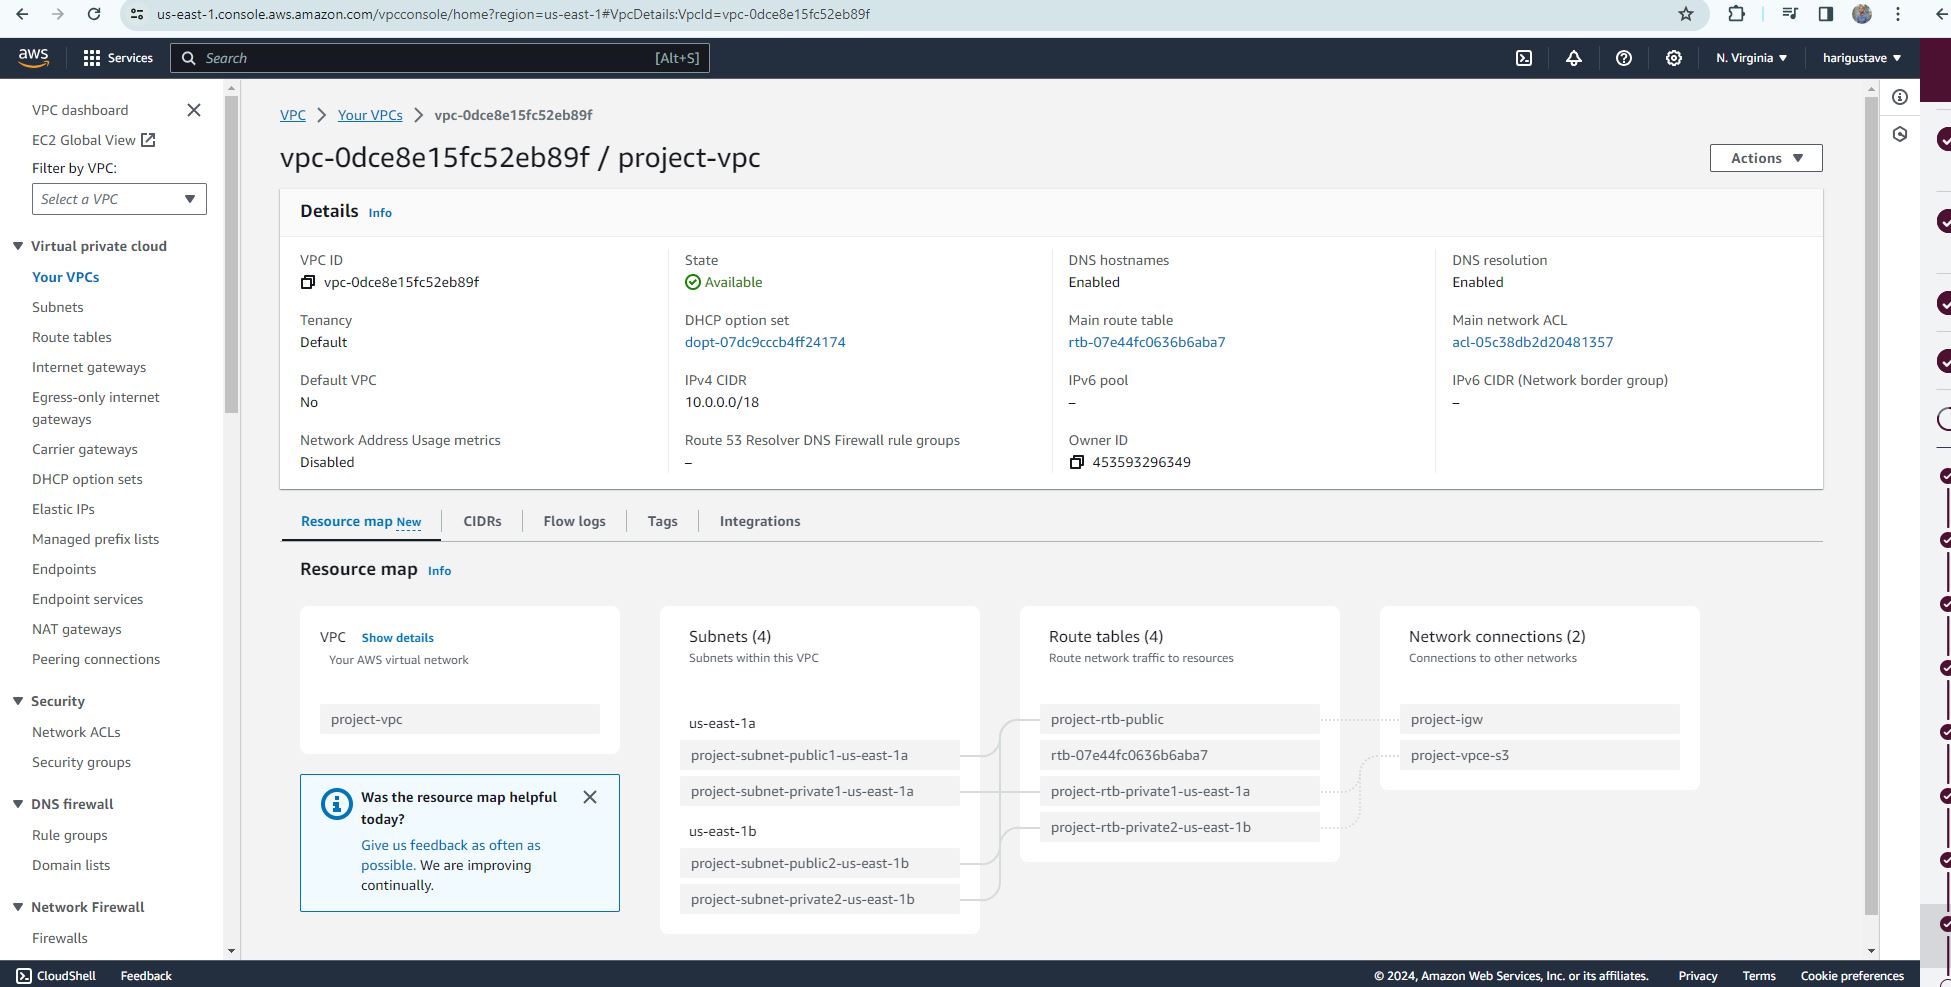 us-east-1.console.aws.amazon.com/vpcconsole/home?region=us-east-1#VpcDetails:VpcId=vpc-0dce8e15fc52eb89f
aws
Services
Search
[Alt+S]
N. Virginia
harigustave
VPC dashboard
EC2 Global View
Filter by VPC:
Select a VPC
Virtual private cloud
Your VPCs
Subnets
Route tables
Internet gateways
Egress-only internet
gateways
Carrier gateways
DHCP option sets
Elastic IPs
Managed prefix lists
Endpoints
Endpoint services
NAT gateways
Peering connections
Security
Network ACLs
Security groups
DNS firewall
Rule groups
Domain lists
Network Firewall
Firewalls
VPC
Your VPCs
vpc-0dce8e15fc52eb89f
vpc-0dce8e15fc52eb89f / project-vpc
Actions
Details Info
VPC ID
vpc-0dce8e15fc52eb89f
State
Available
DNS hostnames
Enabled
DNS resolution
Enabled
Tenancy
Default
DHCP option set
dopt-07dc9cccb4ff24174
Main route table
rtb-07e44fc0636b6aba7
Main network ACL
acl-05c38db2d20481357
Default VPC
No
IPv4 CIDR
10.0.0.0/18
IPv6 pool
–
IPv6 CIDR (Network border group)
–
Network Address Usage metrics
Disabled
Route 53 Resolver DNS Firewall rule groups
–
Owner ID
453593296349
Resource map New
CIDRs
Flow logs
Tags
Integrations
Resource map Info
VPC Show details
Your AWS virtual network
project-vpc
Was the resource map helpful
today?
Give us feedback as often as
possible. We are improving
continually.
Subnets (4)
Subnets within this VPC
us-east-1a
project-subnet-public1-us-east-1a
project-subnet-private1-us-east-1a
us-east-1b
project-subnet-public2-us-east-1b
project-subnet-private2-us-east-1b
Route tables (4)
Route network traffic to resources
project-rtb-public
rtb-07e44fc0636b6aba7
project-rtb-private1-us-east-1a
project-rtb-private2-us-east-1b
Network connections (2)
Connections to other networks
project-igw
project-vpce-s3
CloudShell
Feedback
© 2024, Amazon Web Services, Inc. or its affiliates.
Privacy
Terms
Cookie preferences